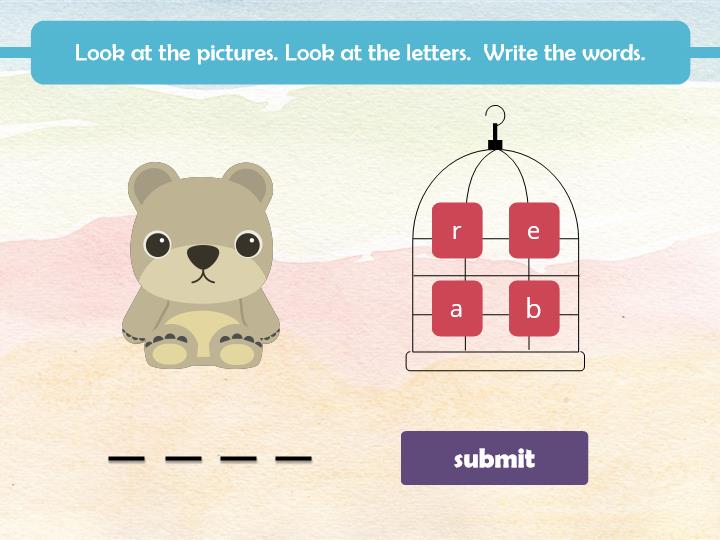 Look at the pictures. Look at the letters.  Write the words.
r e
a b
submit